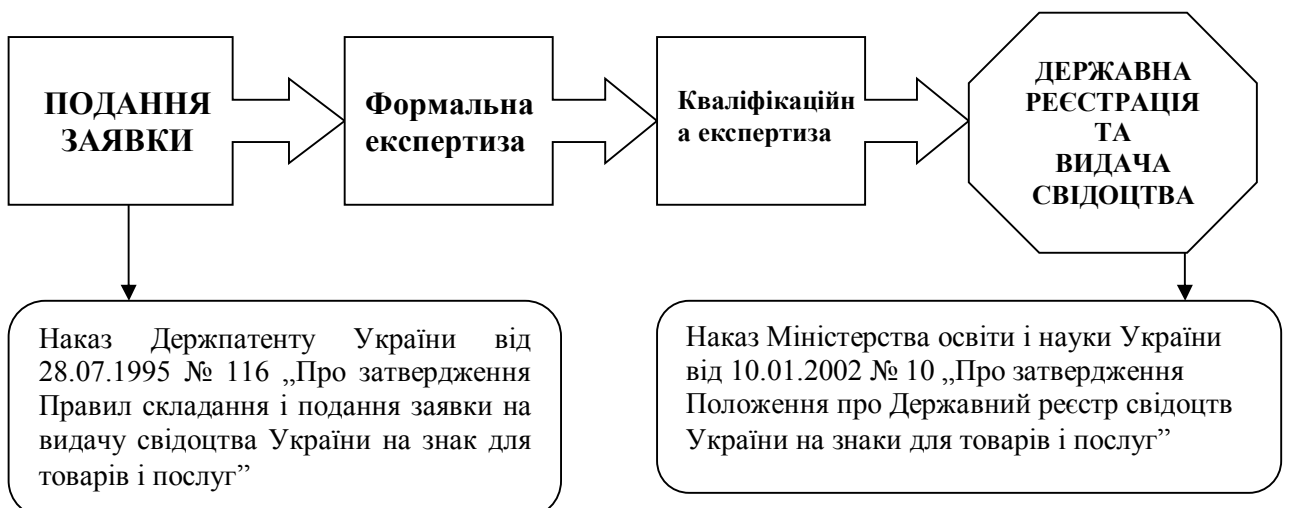 ПОДАННЯ
ЗАЯВКИ
Формальна
експертиза
Кваліфікаційн
а експертиза
ДЕРЖАВНА
РЕЄСТРАЦІЯ
ТА
ВИДАЧА
СВІДОЦТВА
Наказ Держпатенту України від
28.07.1995 № 116 „Про затвердження
Правил складання і подання заявки на
видачу свідоцтва України на знак для
товарів і послуг”
Наказ Міністерства освіти і науки України
від 10.01.2002 № 10 „Про затвердження
Положення про Державний реєстр свідоцтв
України на знаки для товарів і послуг”